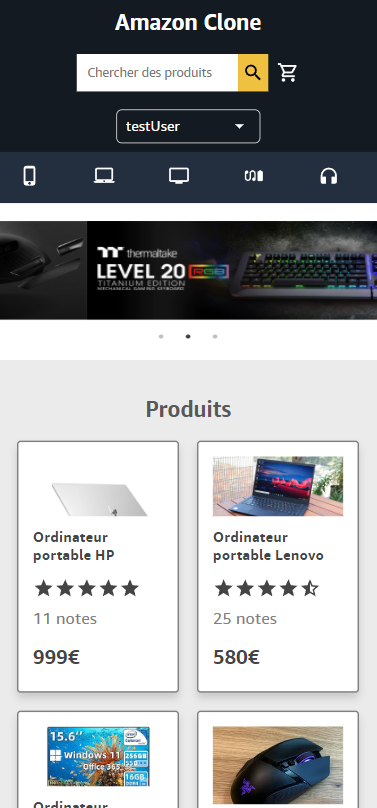 Amazon Clone
Chercher des produits
testUser
thermaltake
LEVEL 20 RGB
TITANIUM EDITION
MECHANICAL GAMING KEYBOARD
Produits
Ordinateur
portable HP
11 notes
999€
Ordinateur
portable Lenovo
25 notes
580€
15.6"
Windows 11
Office 365
256GB
16GB
Ordinateur